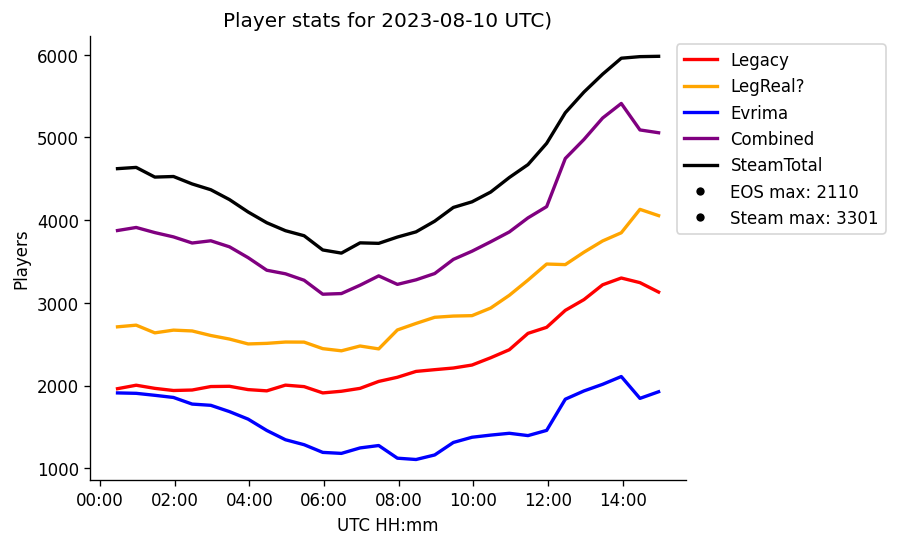 Player stats for 2023-08-10 UTC)
Players
6000
5000
4000
3000
2000
1000
00:00 02:00 04:00 06:00 08:00 10:00 12:00 14:00
UTC HH:mm
Legacy
LegReal?
Evrima
Combined
SteamTotal
EOS max: 2110
Steam max: 3301